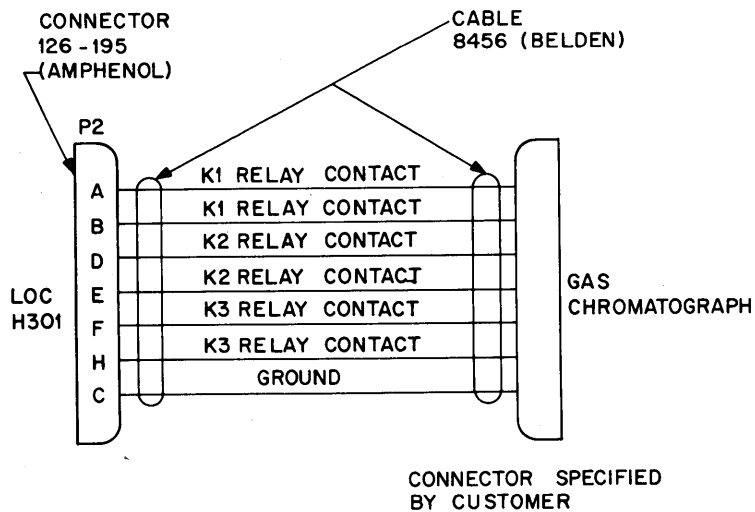 CONNECTOR
126-195
(AMPHENOL)
CABLE
8456 (BELDEN)
P2
A
K1 RELAY CONTACT
B
K1 RELAY CONTACT
D
K2 RELAY CONTACT
E
K2 RELAY CONTACT
F
K3 RELAY CONTACT
H
K3 RELAY CONTACT
C
GROUND
LOC
H301
GAS
CHROMATOGRAPH
CONNECTOR SPECIFIED
BY CUSTOMER